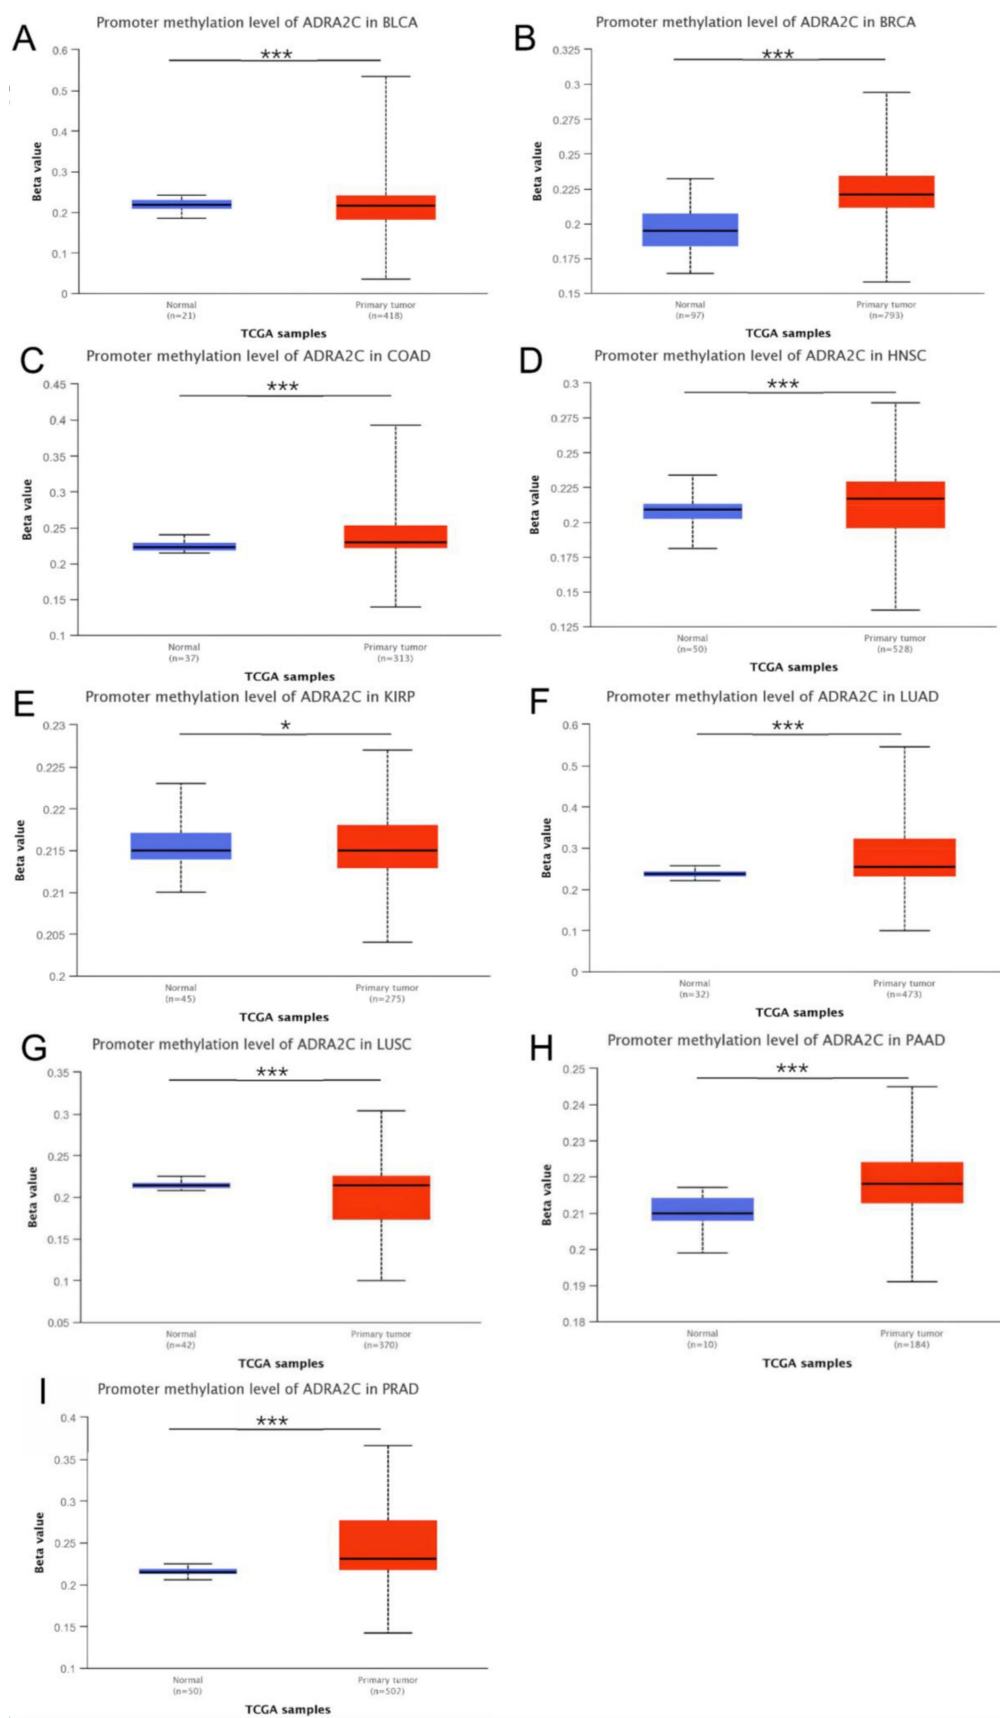 A
Promoter methylation level of ADRA2C in BLCA
***
0.6
0.5
0.4
0.3
0.2
0.1
0
Beta value
Normal
(n=21)
Primary tumor
(n=418)
TCGA samples
B
Promoter methylation level of ADRA2C in BRCA
***
0.325
0.3
0.275
0.25
0.225
0.2
0.175
0.15
Beta value
Normal
(n=97)
Primary tumor
(n=793)
TCGA samples
C
Promoter methylation level of ADRA2C in COAD
***
0.45
0.4
0.35
0.3
0.25
0.2
0.15
0.1
Beta value
Normal
(n=37)
Primary tumor
(n=313)
TCGA samples
D
Promoter methylation level of ADRA2C in HNSC
***
0.3
0.275
0.25
0.225
0.2
0.175
0.15
0.125
Beta value
Normal
(n=50)
Primary tumor
(n=528)
TCGA samples
E
Promoter methylation level of ADRA2C in KIRP
*
0.23
0.225
0.22
0.215
0.21
0.205
0.2
Beta value
Normal
(n=45)
Primary tumor
(n=275)
TCGA samples
F
Promoter methylation level of ADRA2C in LUAD
***
0.6
0.5
0.4
0.3
0.2
0.1
0
Beta value
Normal
(n=32)
Primary tumor
(n=473)
TCGA samples
G
Promoter methylation level of ADRA2C in LUSC
***
0.35
0.3
0.25
0.2
0.15
0.1
0.05
Beta value
Normal
(n=42)
Primary tumor
(n=370)
TCGA samples
H
Promoter methylation level of ADRA2C in PAAD
***
0.25
0.24
0.23
0.22
0.21
0.2
0.19
0.18
Beta value
Normal
(n=10)
Primary tumor
(n=184)
TCGA samples
I
Promoter methylation level of ADRA2C in PRAD
***
0.4
0.35
0.3
0.25
0.2
0.15
0.1
Beta value
Normal
(n=50)
Primary tumor
(n=502)
TCGA samples